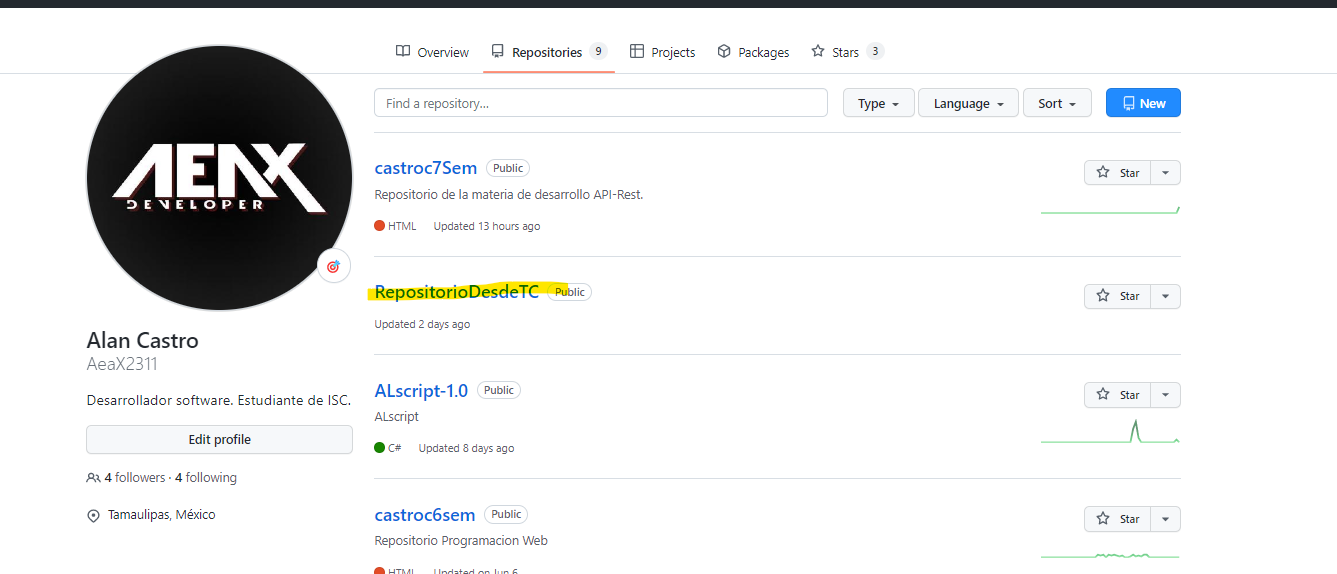 Overview Repositories 9 Projects Packages Stars 3
Find a repository... Type Language Sort New
castroc7Sem Public Star
Repositorio de la materia de desarrollo API-Rest.
HTML Updated 13 hours ago
RepositorioDesdeTC Public Star
Updated 2 days ago
ALscript-1.0 Public Star
ALscript
C# Updated 8 days ago
castroc6sem Public Star
Repositorio Programacion Web
HTML Updated on Jun 6
AEAX
DEVELOPER
Alan Castro
AeaX2311
Desarrollador software. Estudiante de ISC.
Edit profile
4 followers · 4 following
Tamaulipas, México